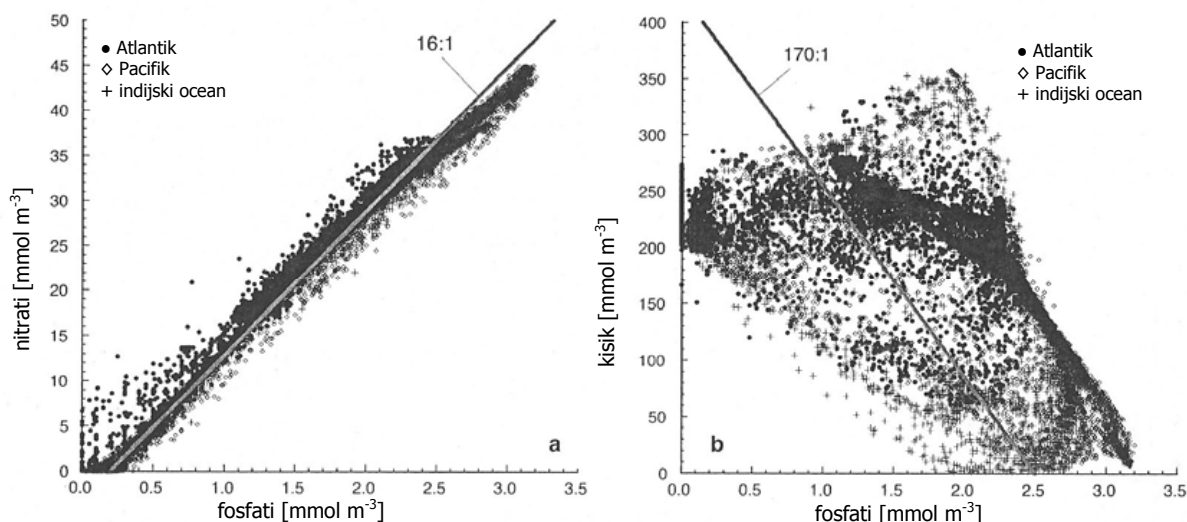 50
45
40
35
30
25
20
15
10
5
0
nitrati [mmol m⁻³]
● Atlantik
◇ Pacifik
+ indijski ocean
16:1
a
0.0 0.5 1.0 1.5 2.0 2.5 3.0 3.5
fosfati [mmol m⁻³]
400
350
300
250
200
150
100
50
0
kisik [mmol m⁻³]
170:1
● Atlantik
◇ Pacifik
+ indijski ocean
b
0.0 0.5 1.0 1.5 2.0 2.5 3.0 3.5
fosfati [mmol m⁻³]